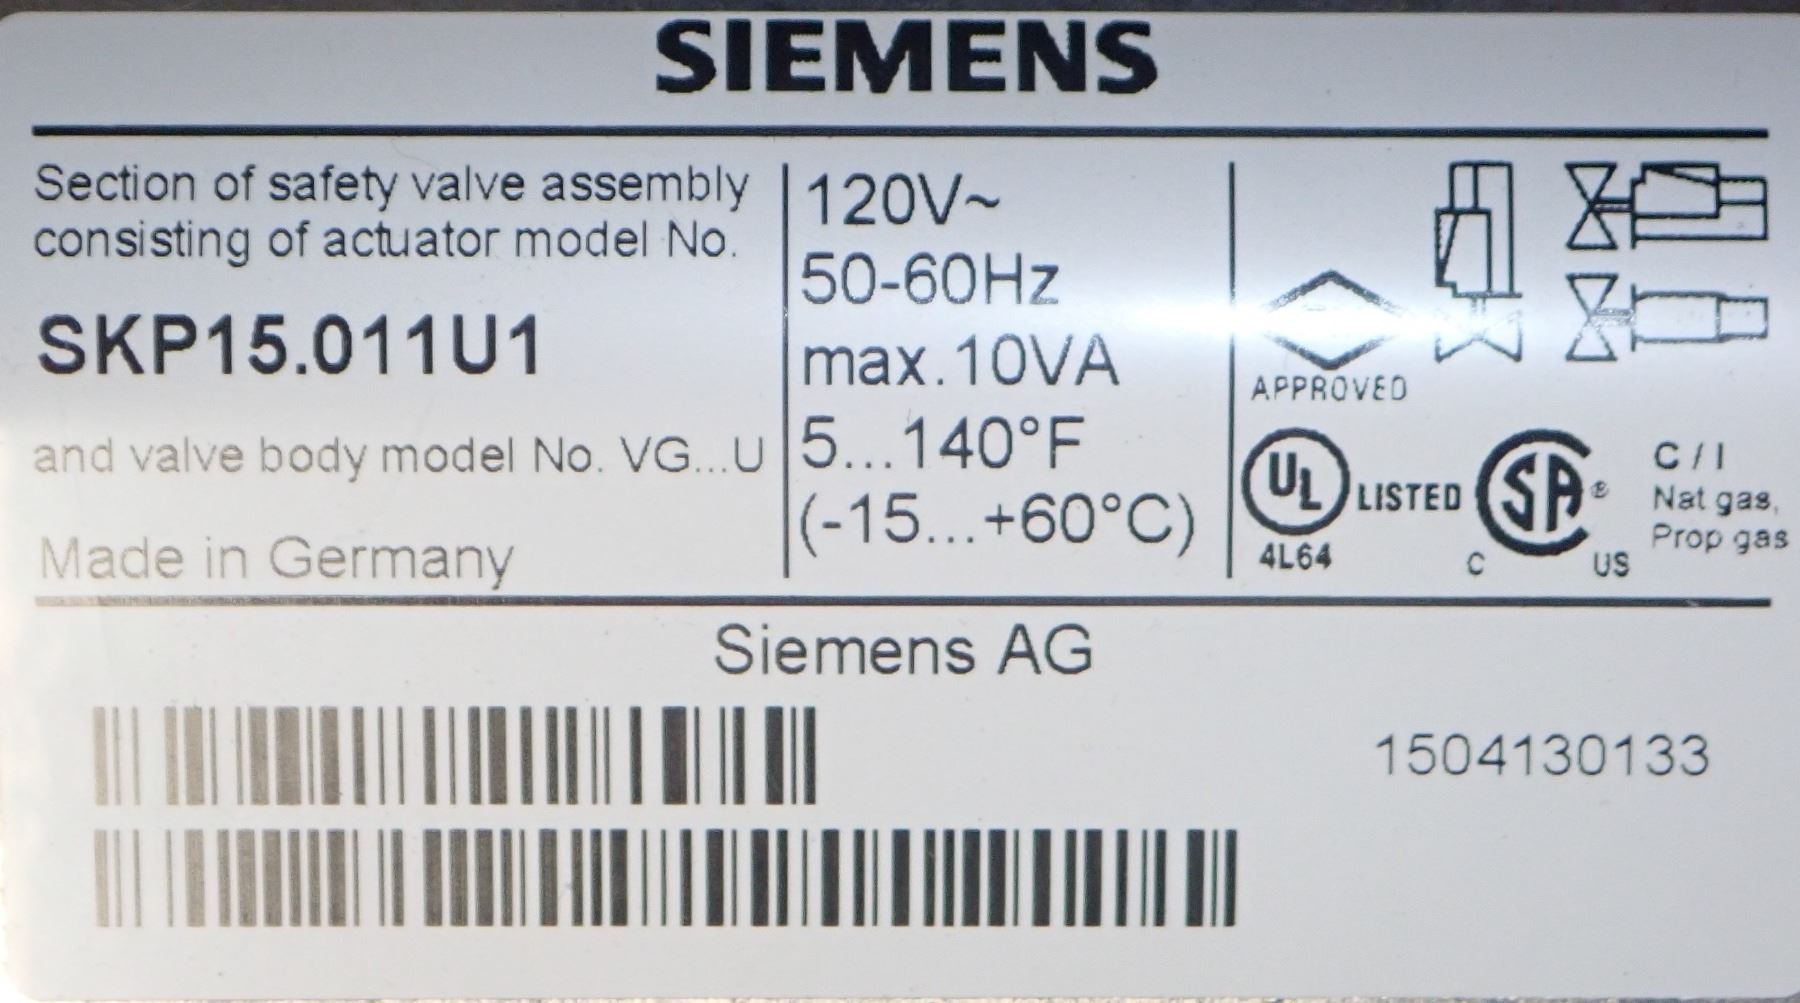 SIEMENS
Section of safety valve assembly
consisting of actuator model No.
SKP15.011U1
and valve body model No. VG...U
Made in Germany
120V~
50-60Hz
max.10VA
5...140°F
(-15...+60°C)
APPROVED
UL LISTED
4L64
C SA® US
C / I
Nat gas,
Prop gas
Siemens AG
1504130133